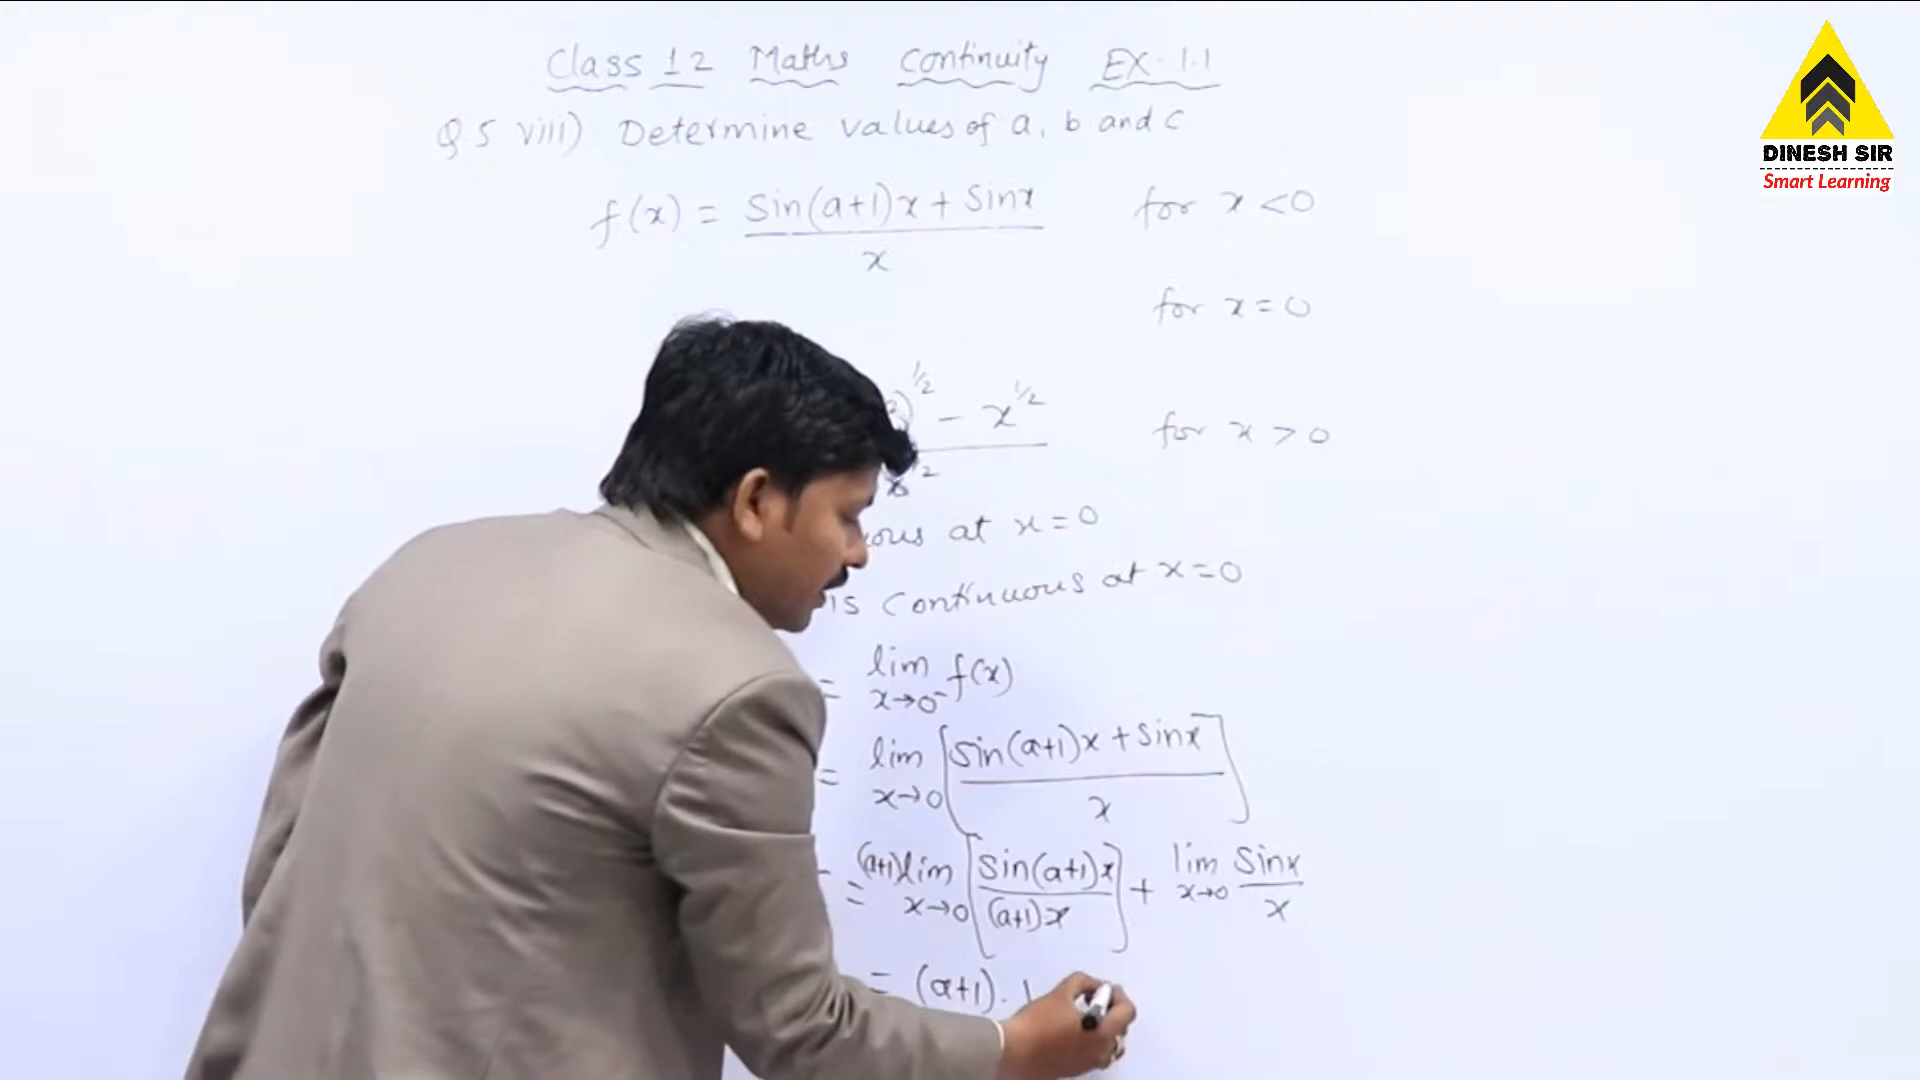 Class 12 Maths Continuity EX-1.1
Q.5 viii) Determine values of a, b and c
f(x) = Sin(a+1)x + Sinx / x for x < 0
for x = 0
)^1/2 - x^1/2 for x > 0
at x = 0
is Continuous at x = 0
= lim x→0⁻ f(x)
= lim x→0 [Sin(a+1)x + Sinx / x]
= (a+1) lim x→0 [Sin(a+1)x / (a+1)x] + lim x→0 Sinx / x
= (a+1). 1
DINESH SIR
Smart Learning